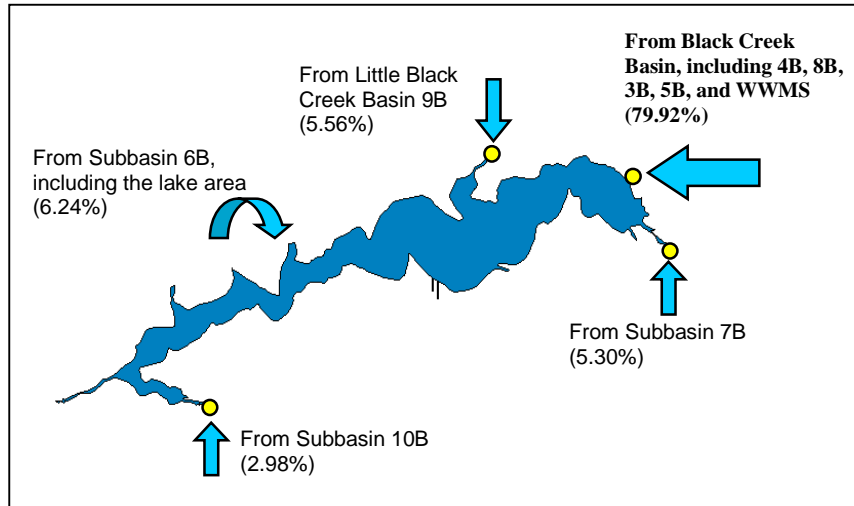 From Little Black
Creek Basin 9B
(5.56%)
From Black Creek
Basin, including 4B, 8B,
3B, 5B, and WWMS
(79.92%)
From Subbasin 6B,
including the lake area
(6.24%)
From Subbasin 7B
(5.30%)
From Subbasin 10B
(2.98%)